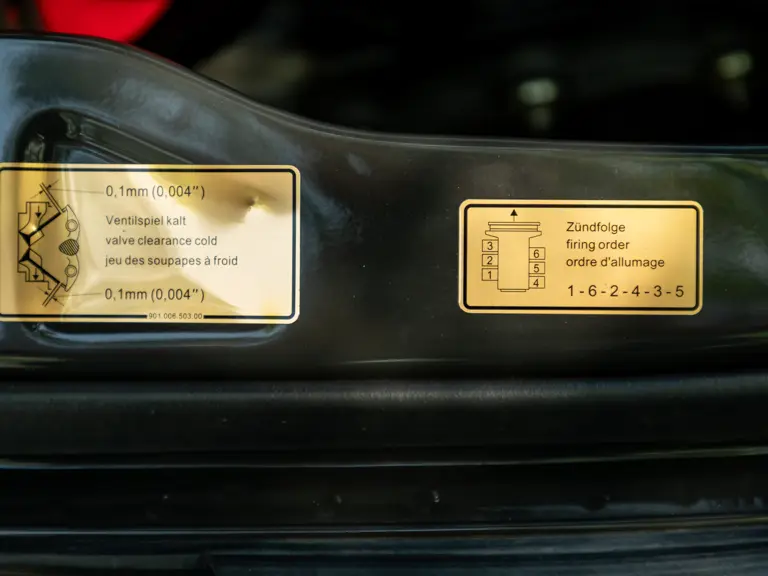 0,1mm (0,004")
Ventilspiel kalt
valve clearance cold
jeu des soupapes à froid
0,1mm (0,004")
901.006.503.00
3
2
1
6
5
4
Zündfolge
firing order
ordre d'allumage
1-6-2-4-3-5